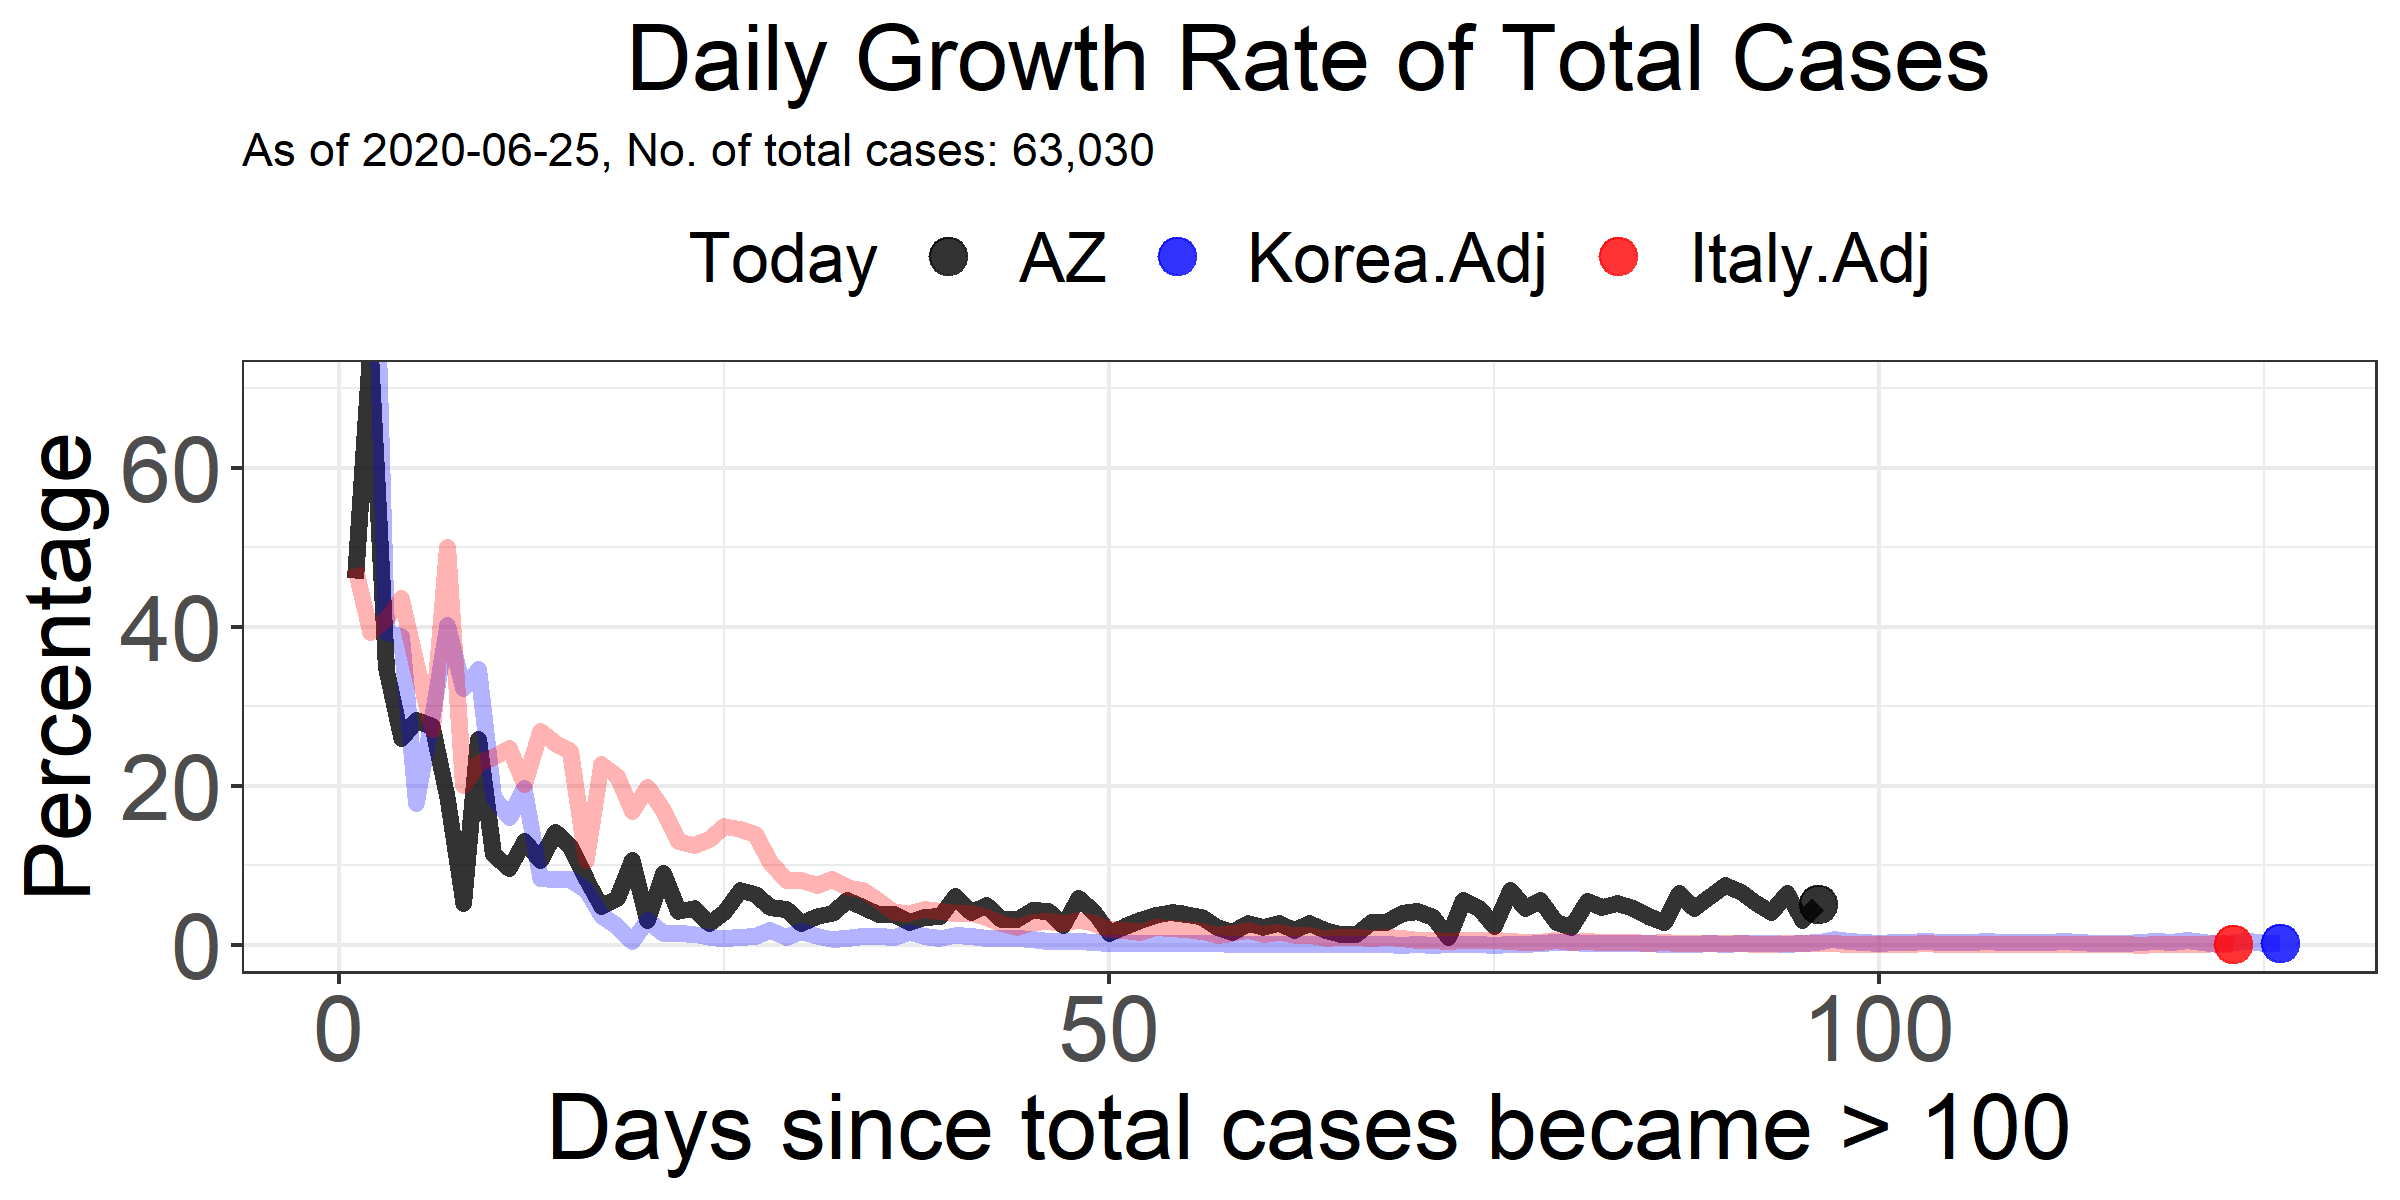 Daily Growth Rate of Total Cases
As of 2020-06-25, No. of total cases: 63,030
Today AZ Korea.Adj Italy.Adj
Percentage
60
40
20
0
0 50 100
Days since total cases became > 100